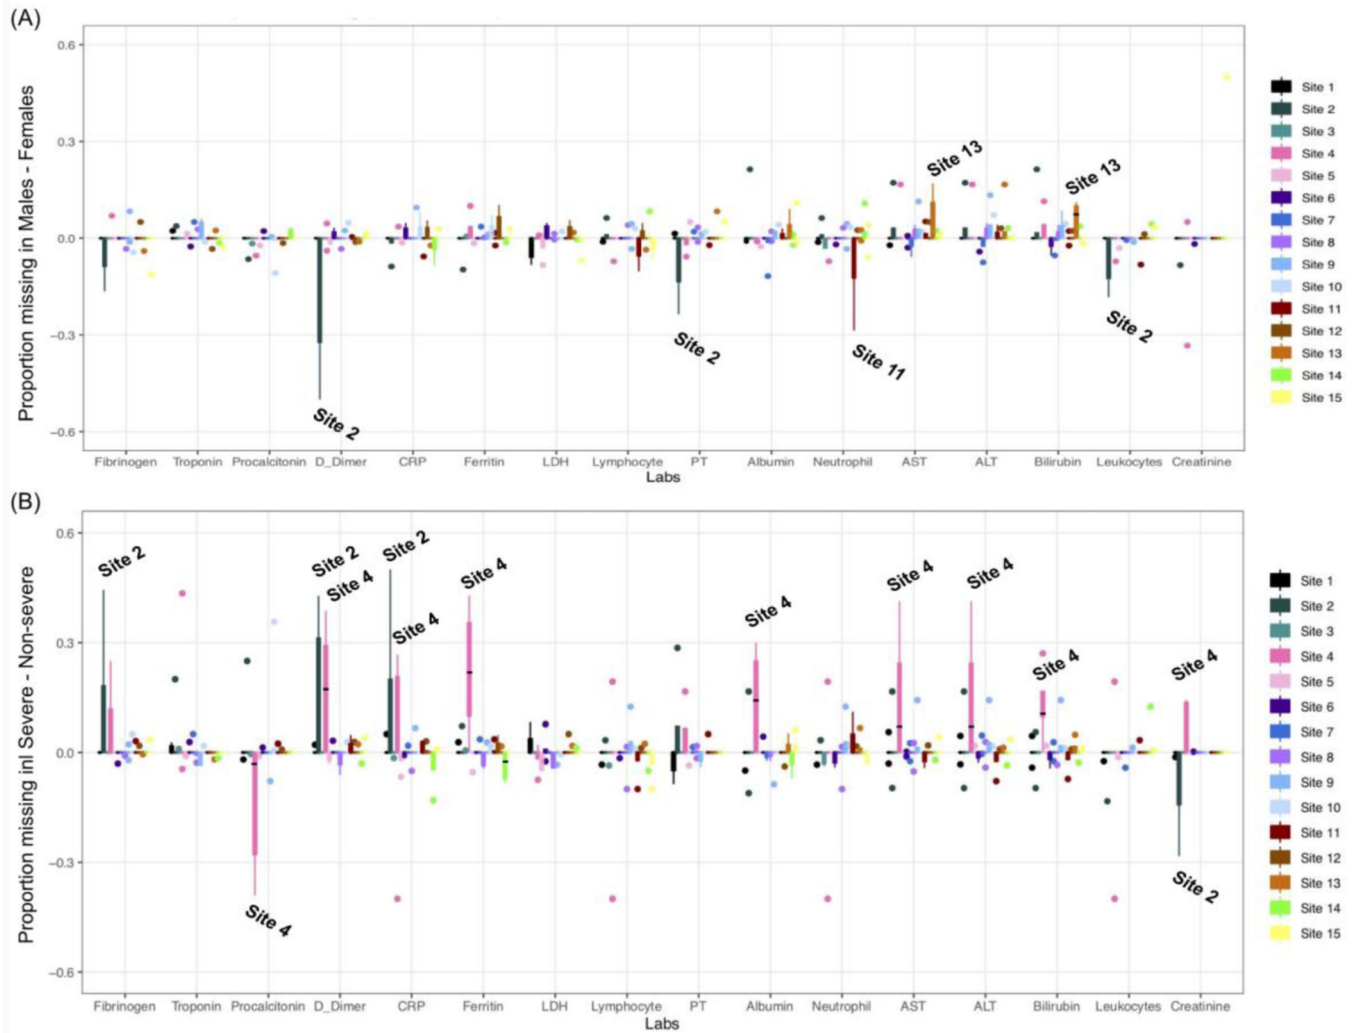 (A)
Proportion missing in Males - Females
0.6
0.3
0.0
−0.3
−0.6
Site 2
Site 2
Site 11
Site 13
Site 13
Site 2
Fibrinogen Troponin Procalcitonin D_Dimer CRP Ferritin LDH Lymphocyte PT Albumin Neutrophil AST ALT Bilirubin Leukocytes Creatinine
Labs
Site 1
Site 2
Site 3
Site 4
Site 5
Site 6
Site 7
Site 8
Site 9
Site 10
Site 11
Site 12
Site 13
Site 14
Site 15
(B)
Proportion missing inl Severe - Non-severe
0.6
0.3
0.0
−0.3
−0.6
Site 2
Site 4
Site 2
Site 4
Site 2
Site 4
Site 4
Site 4
Site 4
Site 4
Site 4
Site 4
Site 2
Fibrinogen Troponin Procalcitonin D_Dimer CRP Ferritin LDH Lymphocyte PT Albumin Neutrophil AST ALT Bilirubin Leukocytes Creatinine
Labs
Site 1
Site 2
Site 3
Site 4
Site 5
Site 6
Site 7
Site 8
Site 9
Site 10
Site 11
Site 12
Site 13
Site 14
Site 15